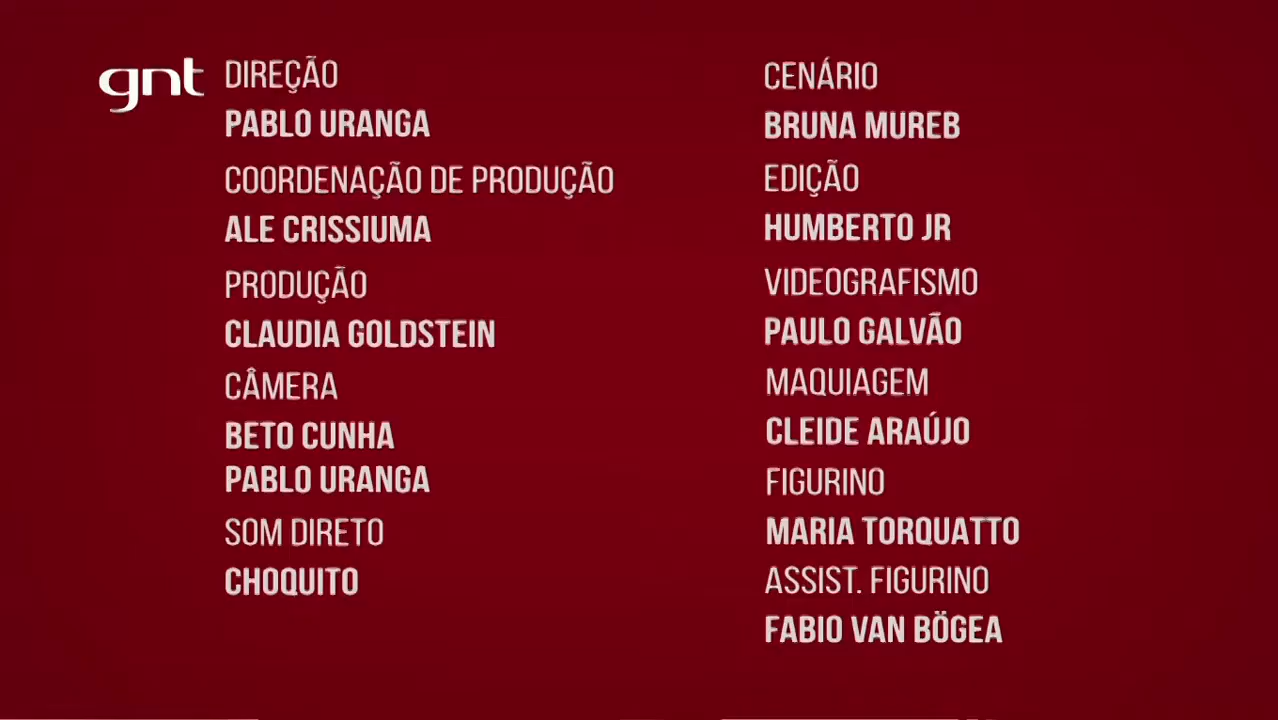 gnt
DIREÇÃO
PABLO URANGA
COORDENAÇÃO DE PRODUÇÃO
ALE CRISSIUMA
PRODUÇÃO
CLAUDIA GOLDSTEIN
CÂMERA
BETO CUNHA
PABLO URANGA
SOM DIRETO
CHOQUITO
CENÁRIO
BRUNA MUREB
EDIÇÃO
HUMBERTO JR
VIDEOGRAFISMO
PAULO GALVÃO
MAQUIAGEM
CLEIDE ARAÚJO
FIGURINO
MARIA TORQUATTO
ASSIST. FIGURINO
FABIO VAN BÖGEA